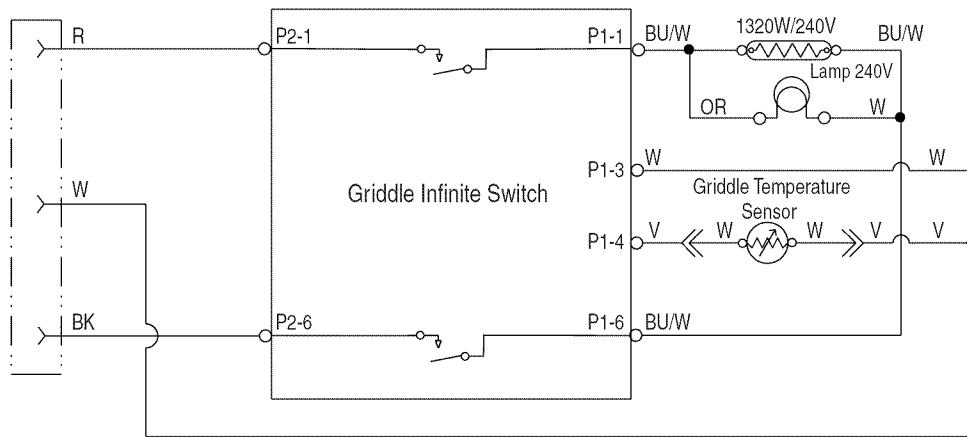 R
P2-1
P1-1
BU/W
1320W/240V
BU/W
Lamp 240V
OR
W
W
P1-3
W
W
Griddle Infinite Switch
Griddle Temperature
Sensor
P1-4
V
W
W
V
V
BK
P2-6
P1-6
BU/W